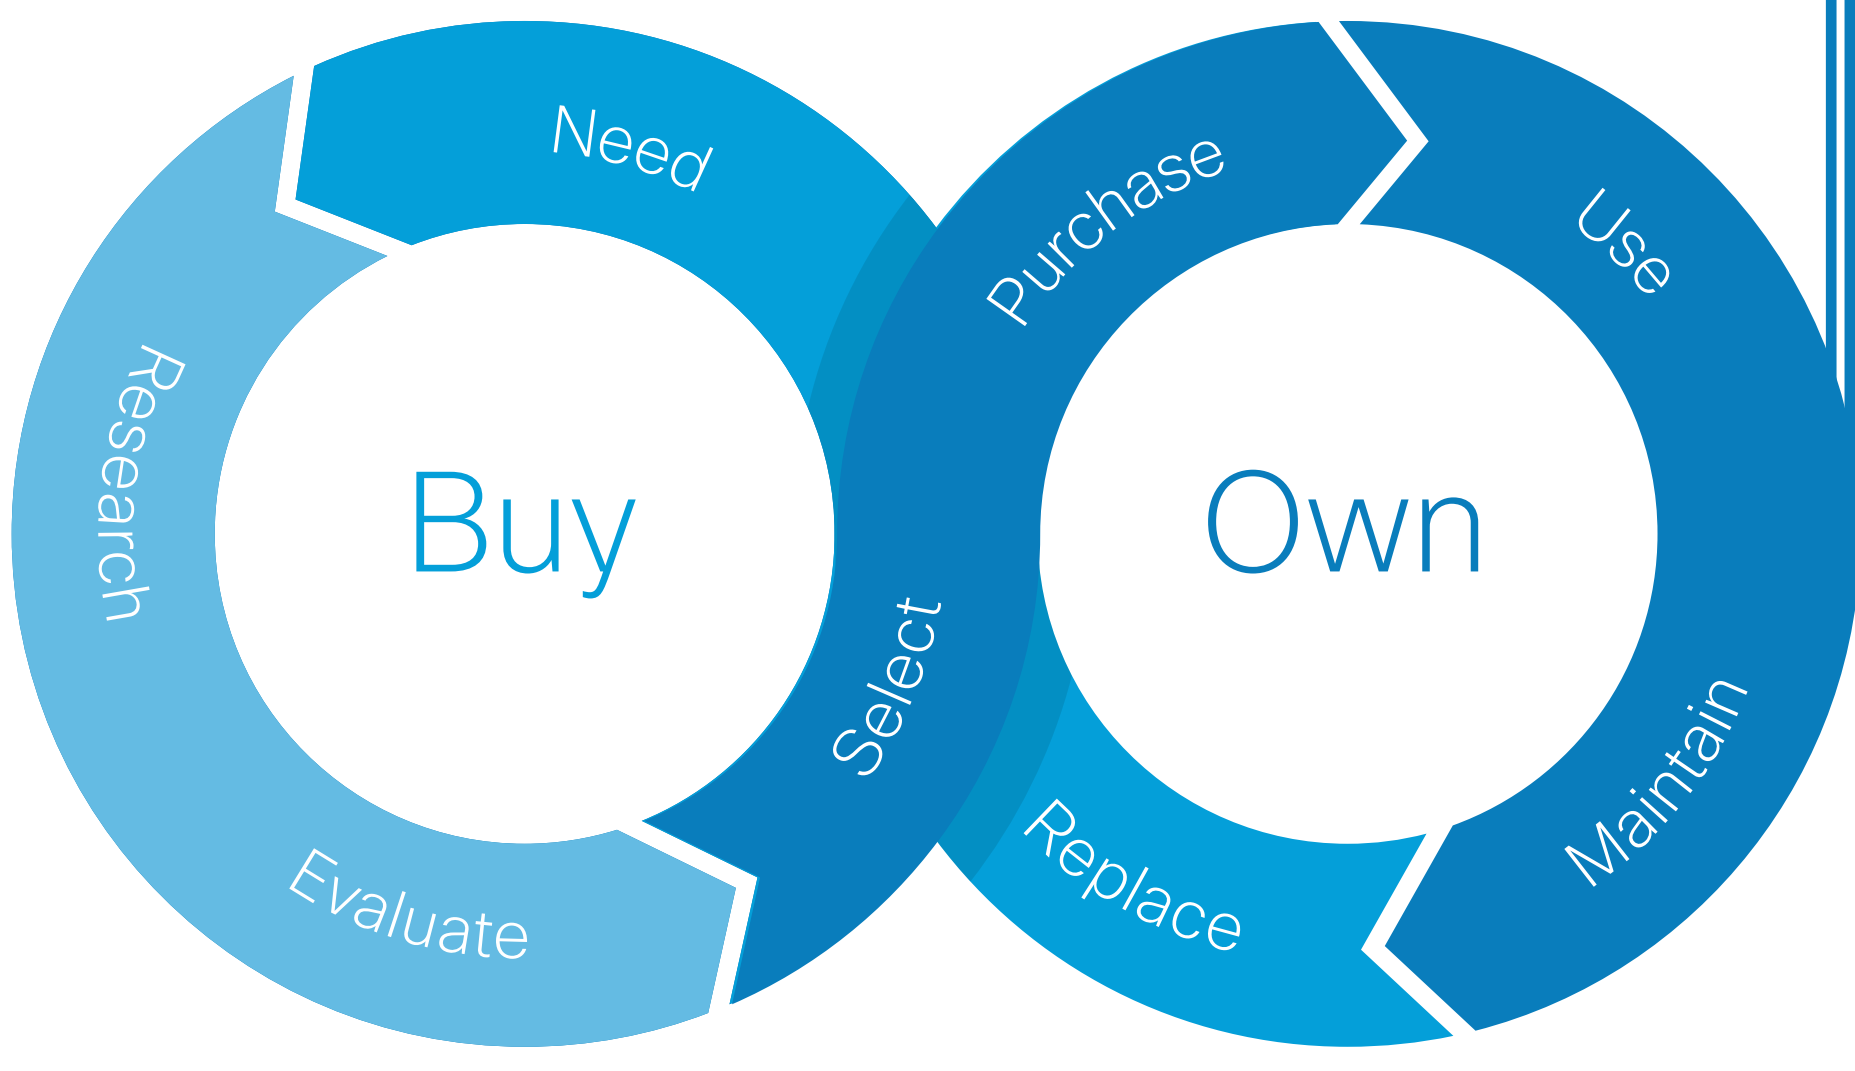 Need
Research
Evaluate
Select
Purchase
Use
Maintain
Replace
Buy
Own